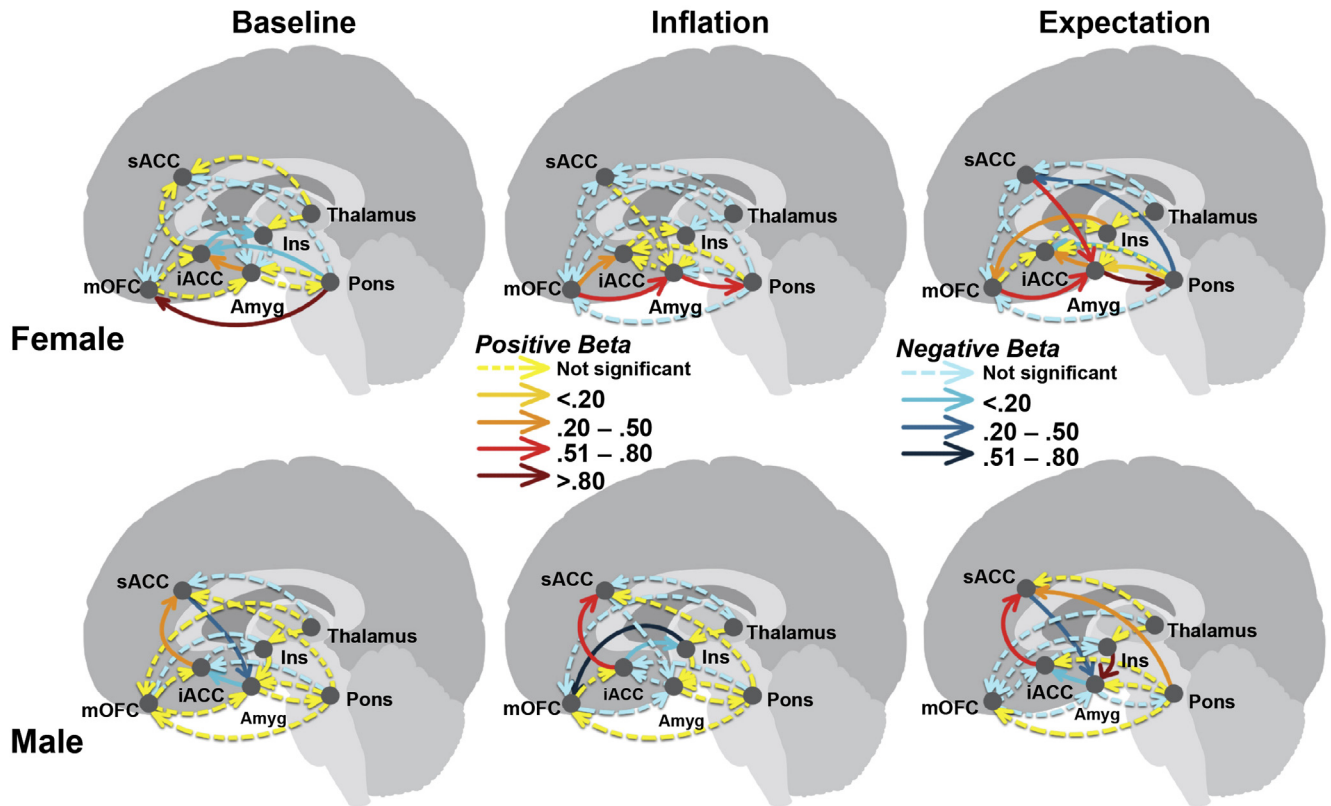 Baseline
Inflation
Expectation
sACC
Thalamus
Ins
iACC
mOFC
Pons
Amyg
sACC
Thalamus
Ins
iACC
mOFC
Pons
Amyg
sACC
Thalamus
Ins
iACC
mOFC
Pons
Amyg
Female
Positive Beta
Not significant
<.20
.20 – .50
.51 – .80
>.80
Negative Beta
Not significant
<.20
.20 – .50
.51 – .80
sACC
Thalamus
Ins
iACC
mOFC
Pons
Amyg
sACC
Thalamus
Ins
iACC
mOFC
Pons
Amyg
sACC
Thalamus
Ins
iACC
mOFC
Pons
Amyg
Male